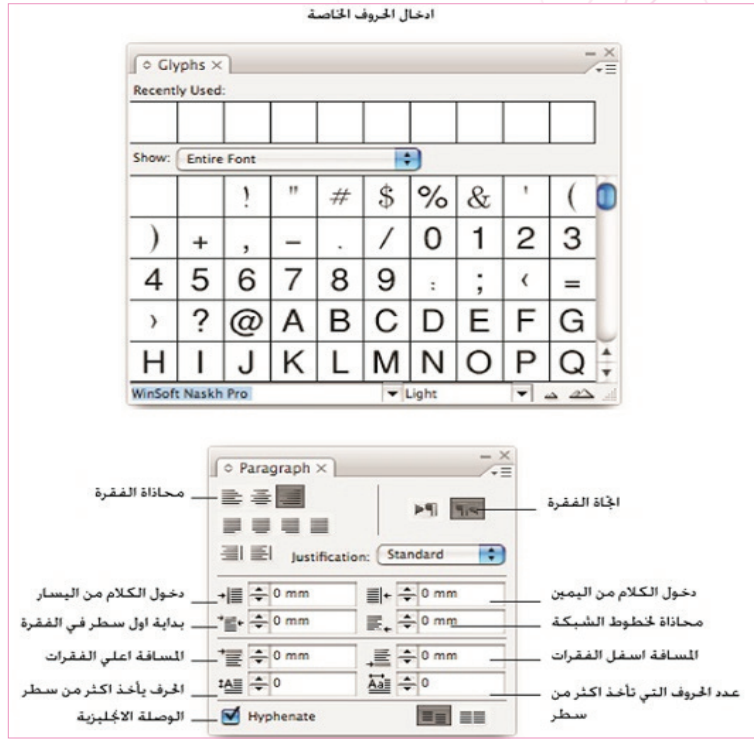 ادخال الحروف الخاصة
Glyphs ×
Recently Used:
Show: Entire Font
! " # $ % & ' (
) + , – . / 0 1 2 3
4 5 6 7 8 9 : ; ‹ =
› ? @ A B C D E F G
H I J K L M N O P Q
WinSoft Naskh Pro Light
Paragraph ×
محاذاة الفقرة
اتجاة الفقرة
Justification: Standard
دخول الكلام من اليسار 0 mm 0 mm دخول الكلام من اليمين
بداية اول سطر في الفقرة 0 mm 0 mm محاذاة لخطوط الشبكة
المسافة اعلي الفقرات 0 mm 0 mm المسافة اسفل الفقرات
الحرف يأخذ اكثر من سطر 0 0 عدد الحروف التي تأخذ اكثر من
سطر
الوصلة الانجليزية Hyphenate